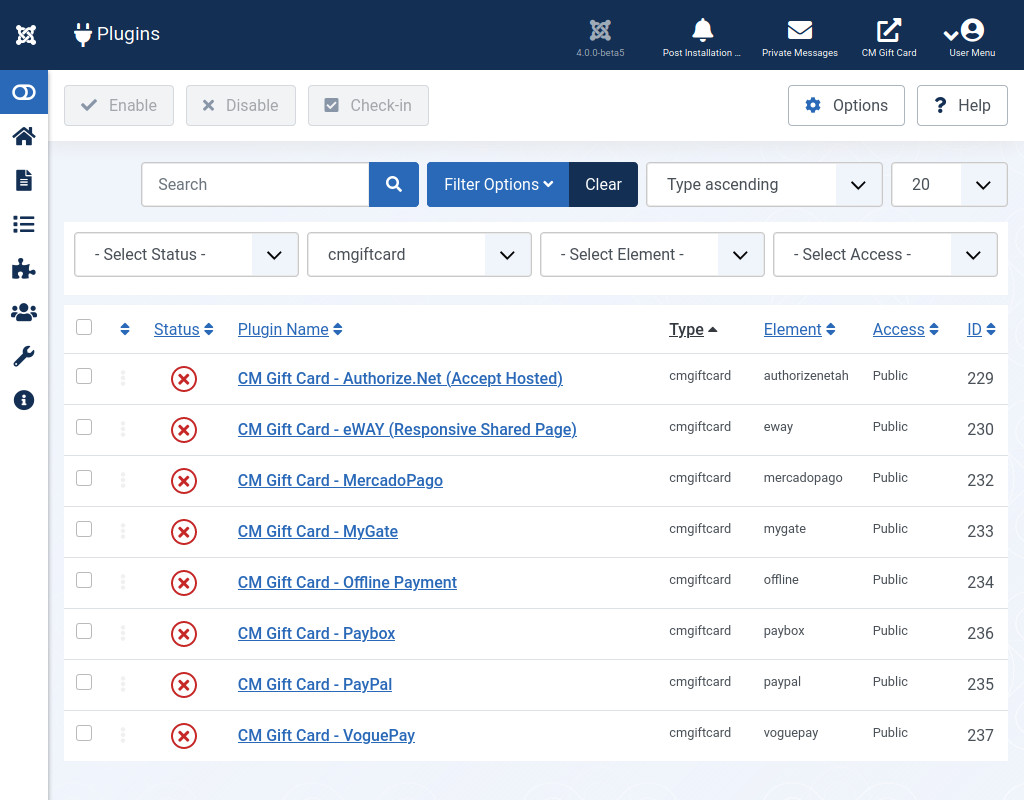 Plugins
4.0.0-beta5 Post Installation ... Private Messages CM Gift Card User Menu
Enable Disable Check-in Options ? Help
Search Filter Options Clear Type ascending 20
- Select Status - cmgiftcard - Select Element - - Select Access -
Status Plugin Name Type Element Access ID
CM Gift Card - Authorize.Net (Accept Hosted) cmgiftcard authorizenetah Public 229
CM Gift Card - eWAY (Responsive Shared Page) cmgiftcard eway Public 230
CM Gift Card - MercadoPago cmgiftcard mercadopago Public 232
CM Gift Card - MyGate cmgiftcard mygate Public 233
CM Gift Card - Offline Payment cmgiftcard offline Public 234
CM Gift Card - Paybox cmgiftcard paybox Public 236
CM Gift Card - PayPal cmgiftcard paypal Public 235
CM Gift Card - VoguePay cmgiftcard voguepay Public 237